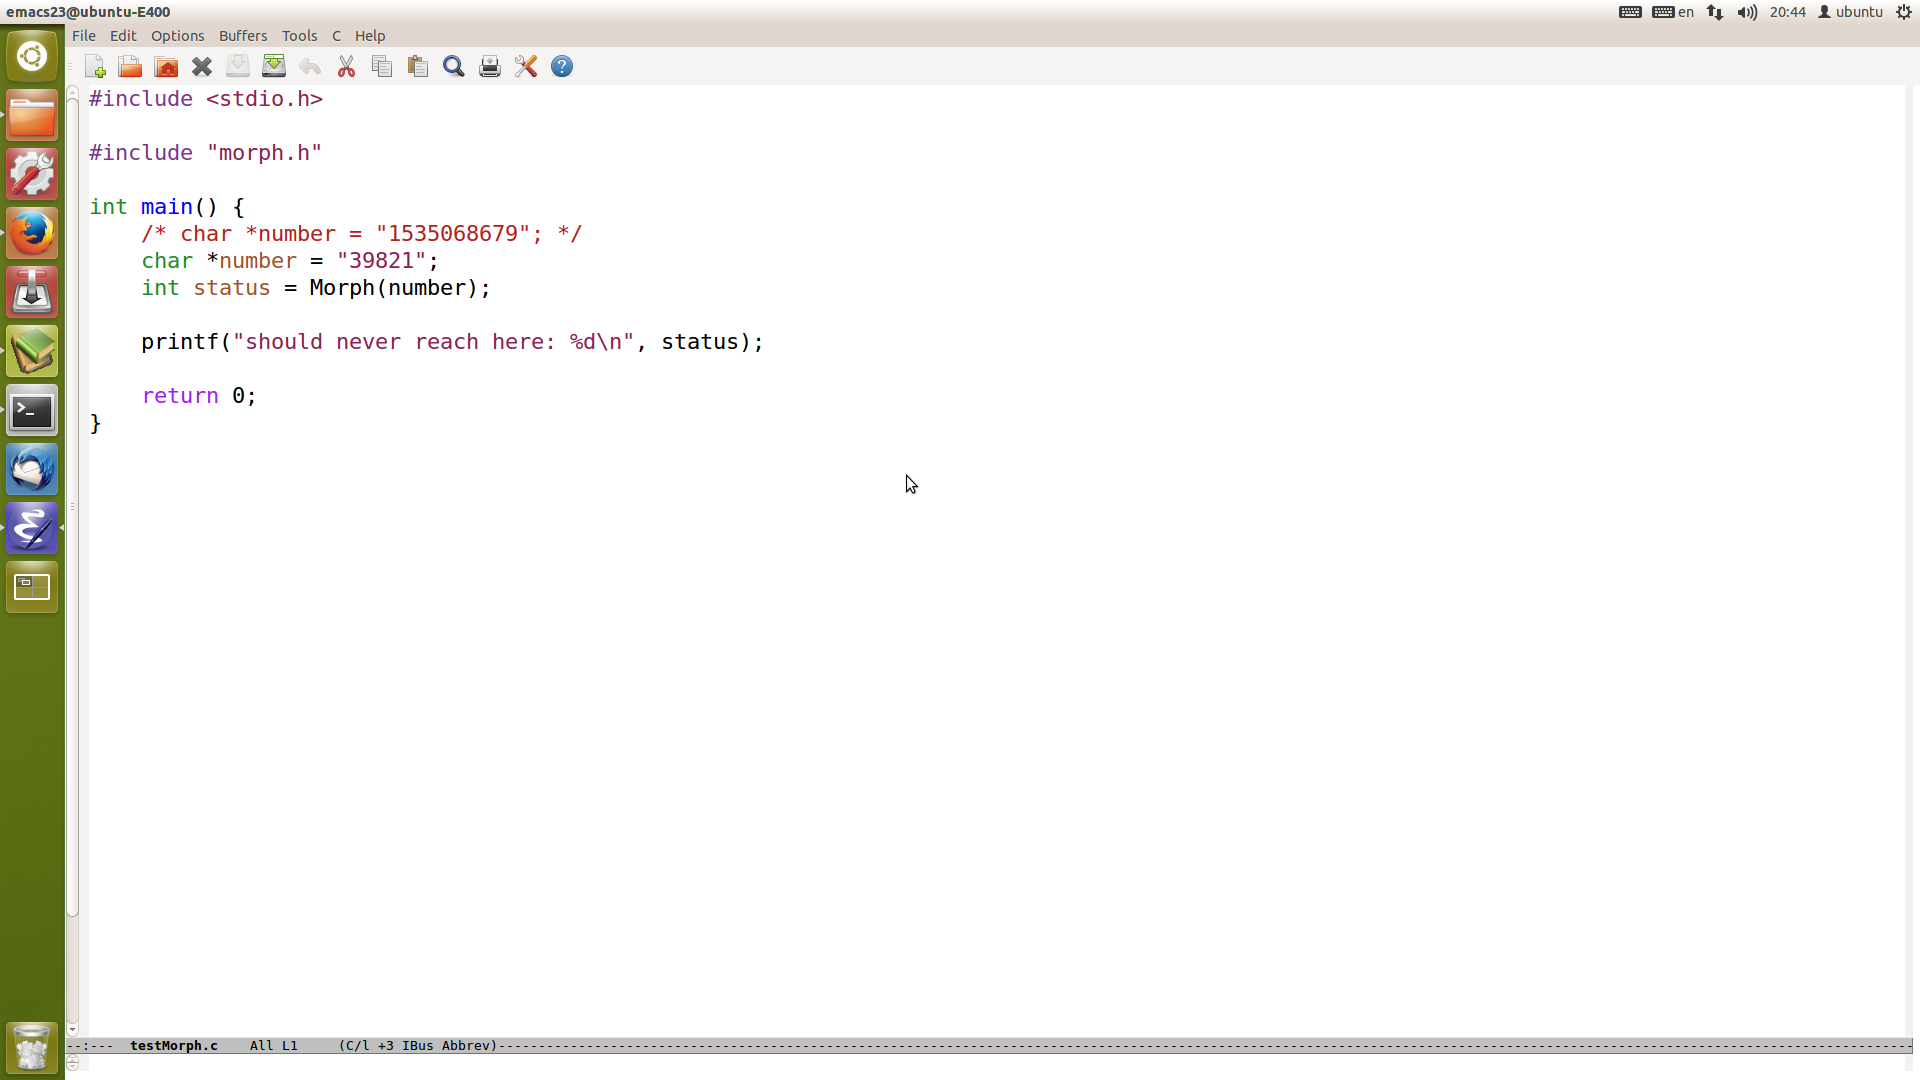 emacs23@ubuntu-E400 en 20:44 ubuntu
File Edit Options Buffers Tools C Help
#include <stdio.h>
#include "morph.h"
int main() {
/* char *number = "1535068679"; */
char *number = "39821";
int status = Morph(number);
printf("should never reach here: %d\n", status);
return 0;
}
--:--- testMorph.c All L1 (C/l +3 IBus Abbrev)